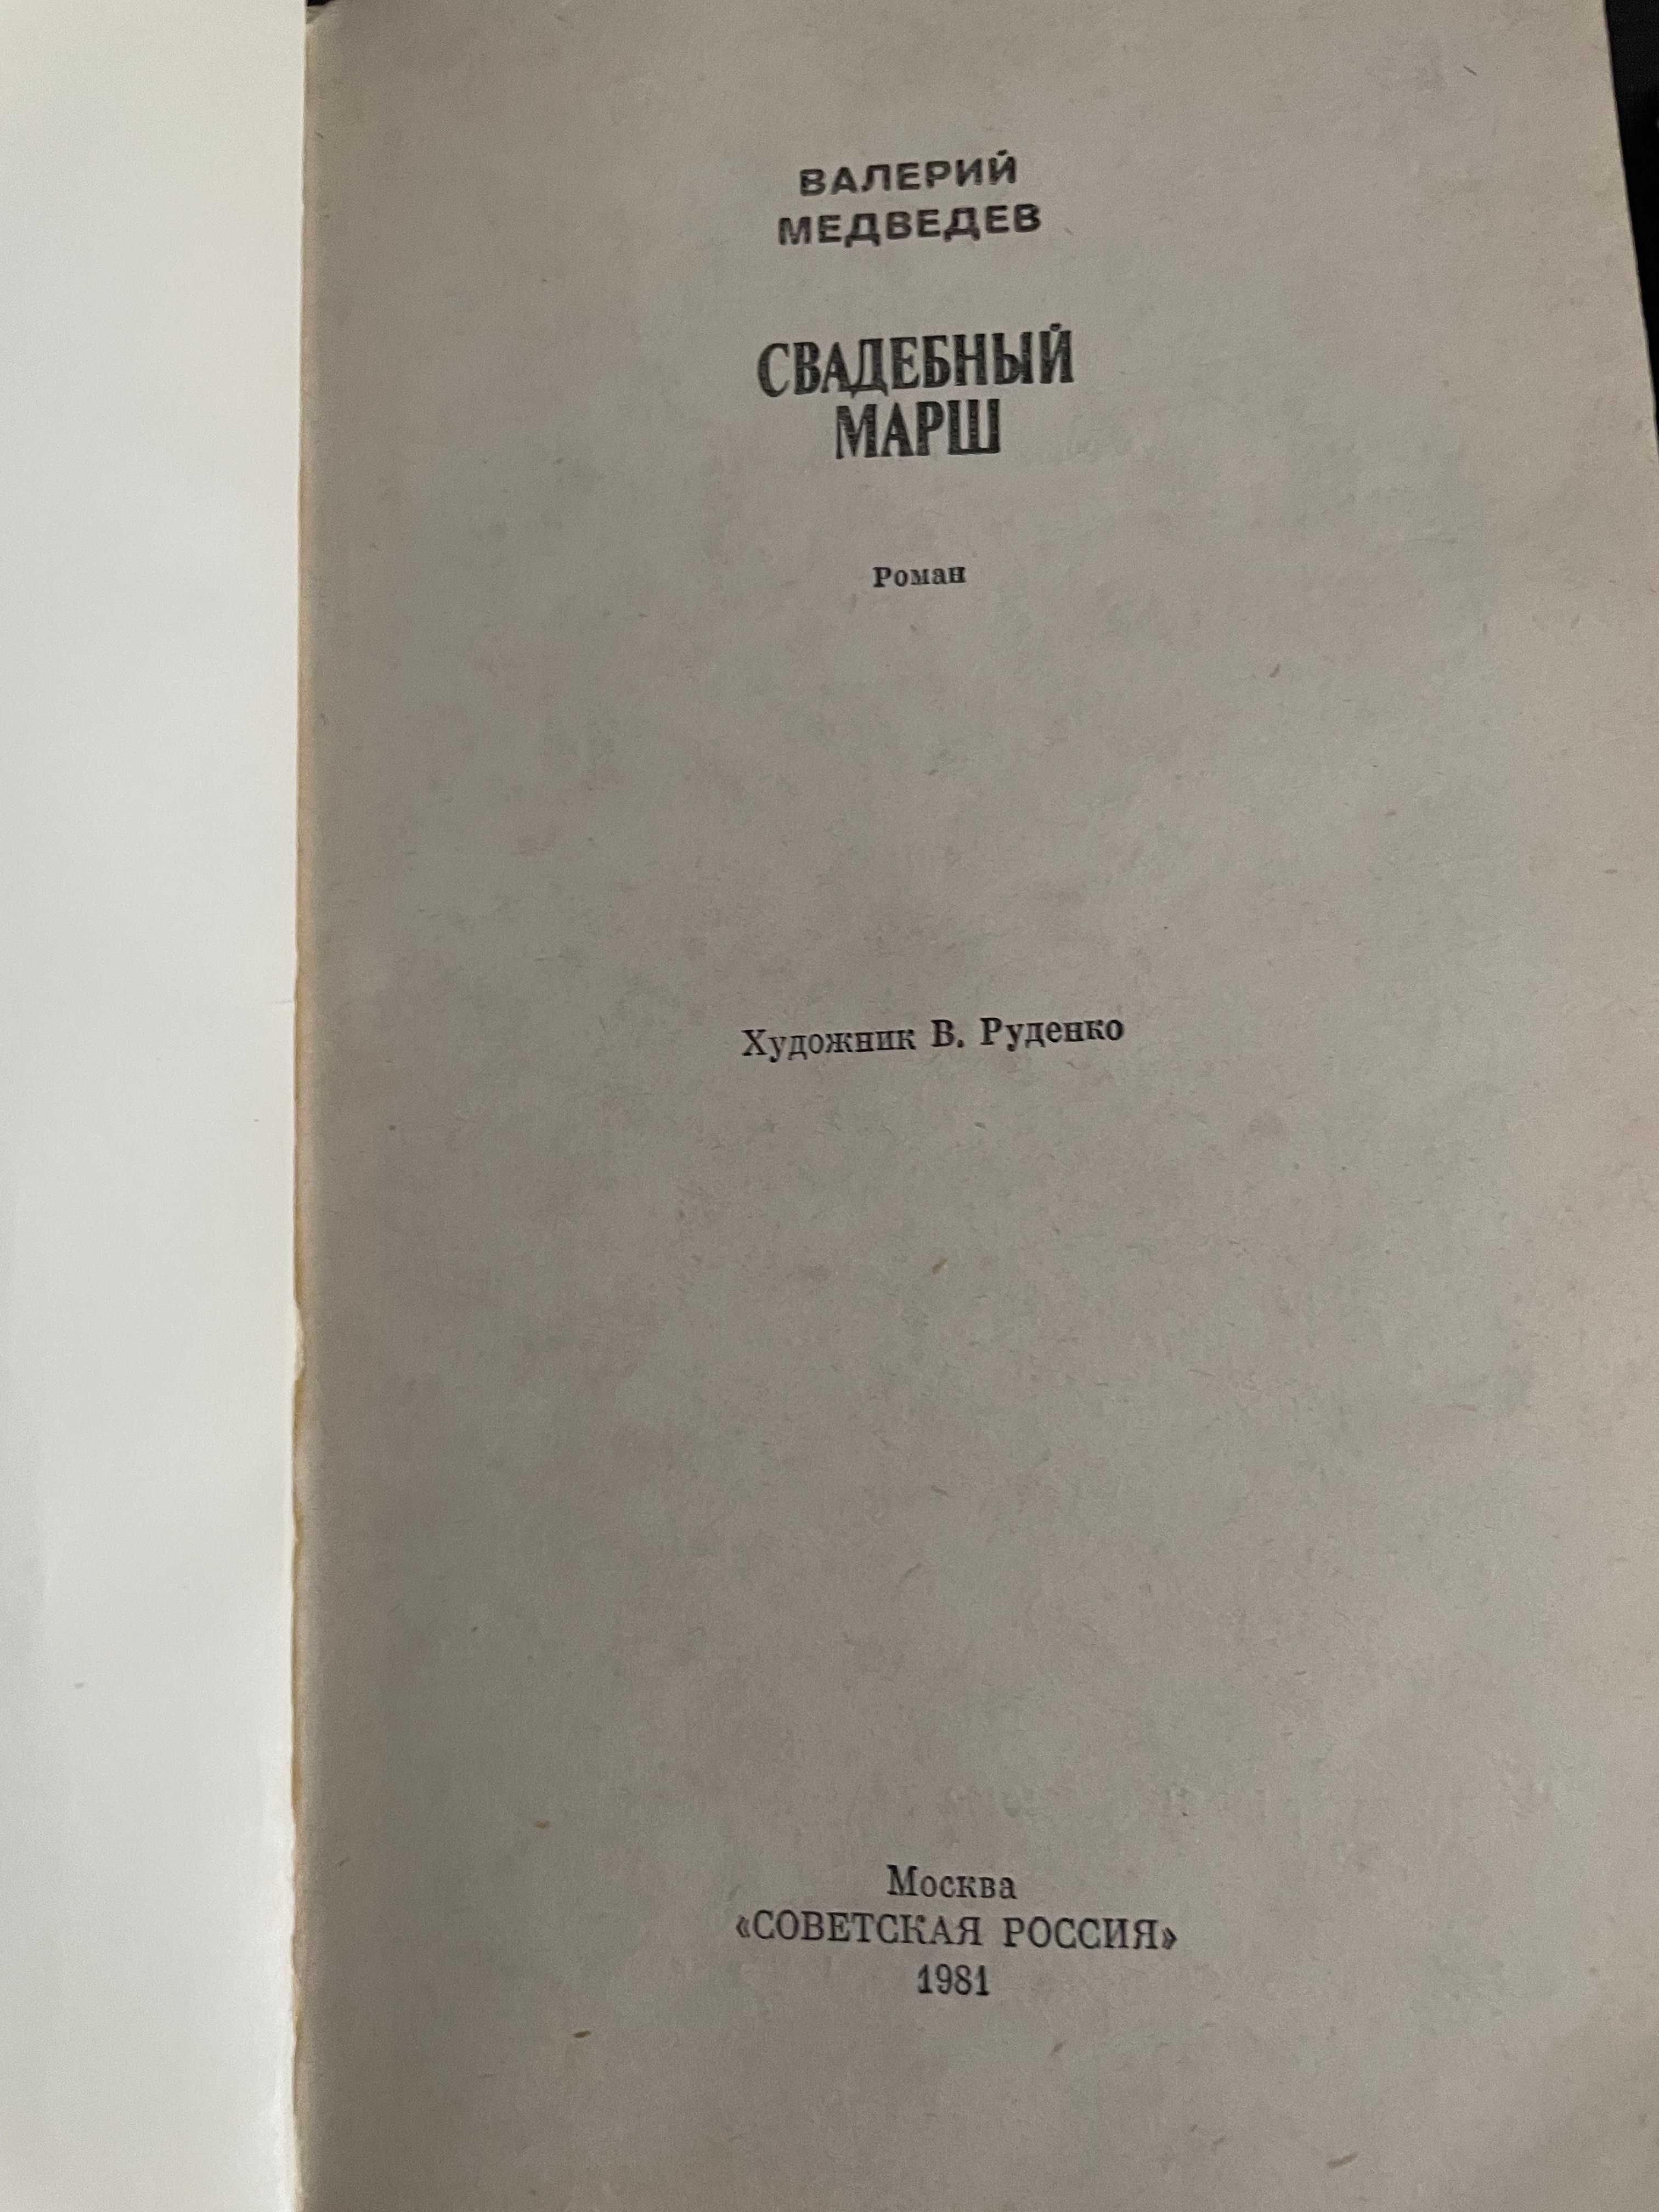 ВАЛЕРИЙ
МЕДВЕДЕВ
СВАДЕБНЫЙ
МАРШ
Роман
Художник В. Руденко
Москва
«СОВЕТСКАЯ РОССИЯ»
1981